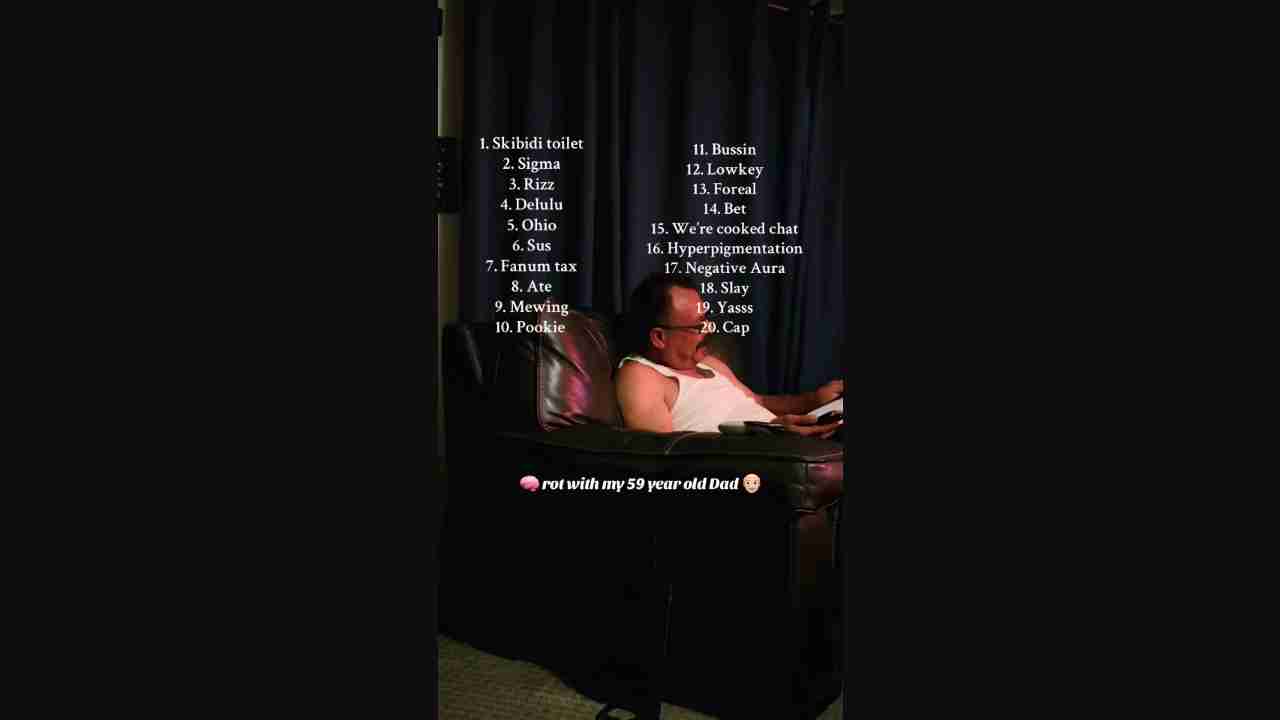 1. Skibidi toilet
2. Sigma
3. Rizz
4. Delulu
5. Ohio
6. Sus
7. Fanum tax
8. Ate
9. Mewing
10. Pookie
11. Bussin
12. Lowkey
13. Foreal
14. Bet
15. We're cooked chat
16. Hyperpigmentation
17. Negative Aura
18. Slay
19. Yasss
20. Cap
🧠 rot with my 59 year old Dad 👴🏼